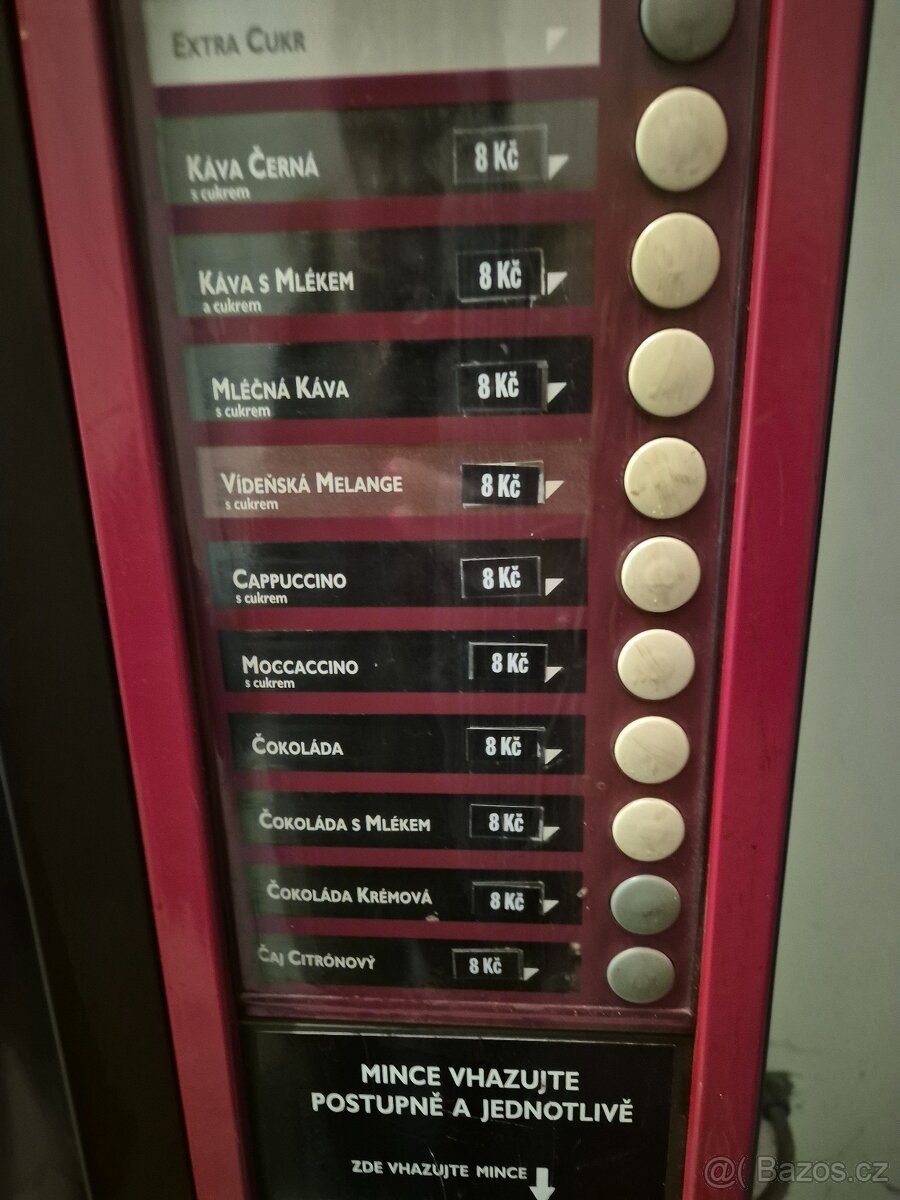 EXTRA CUKR
KÁVA ČERNÁ 8 Kč
s cukrem
KÁVA S MLÉKEM 8 Kč
a cukrem
MLÉČNÁ KÁVA 8 Kč
s cukrem
VÍDEŇSKÁ MELANGE 8 Kč
s cukrem
CAPPUCCINO 8 Kč
s cukrem
MOCCACCINO 8 Kč
s cukrem
ČOKOLÁDA 8 Kč
ČOKOLÁDA S MLÉKEM 8 Kč
ČOKOLÁDA KRÉMOVÁ 8 Kč
ČAJ CITRÓNOVÝ 8 Kč
MINCE VHAZUJTE
POSTUPNĚ A JEDNOTLIVĚ
ZDE VHAZUJTE MINCE
@( Bazos.cz